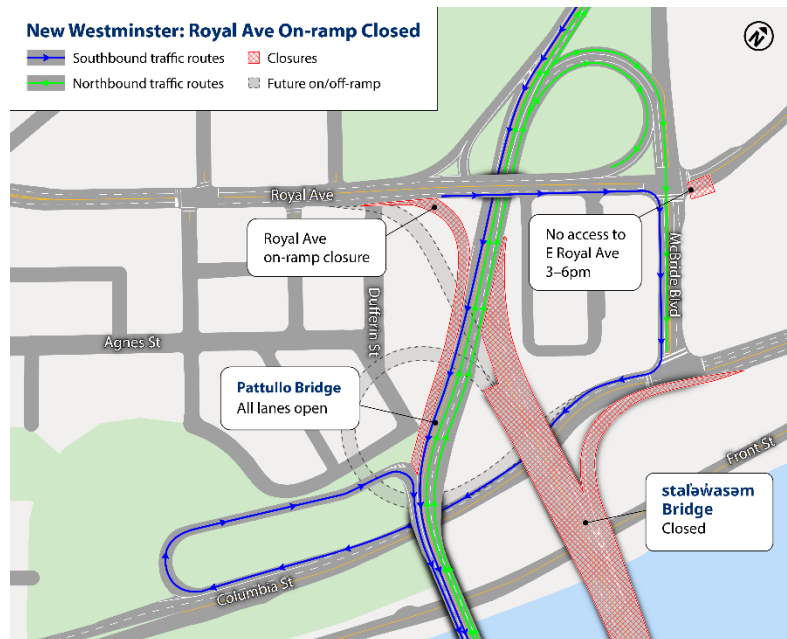 New Westminster: Royal Ave On-ramp Closed
Southbound traffic routes
Closures
Northbound traffic routes
Future on/off-ramp
N
Royal Ave
Royal Ave
on-ramp closure
No access to
E Royal Ave
3–6pm
McBride Blvd
Dufferin St
Agnes St
Pattullo Bridge
All lanes open
Front St
stal̓əw̓asəm
Bridge
Closed
Columbia St